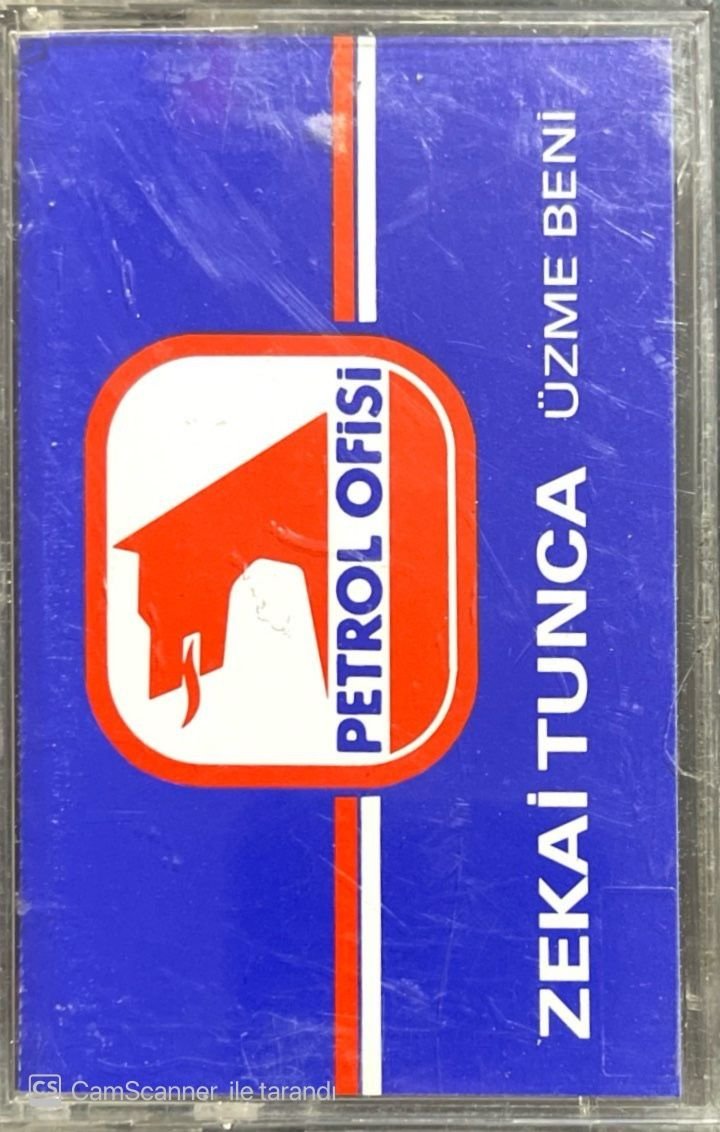 PETROL OFİSİ
ZEKAİ TUNCA ÜZME BENİ
CS CamScanner ile tarandı